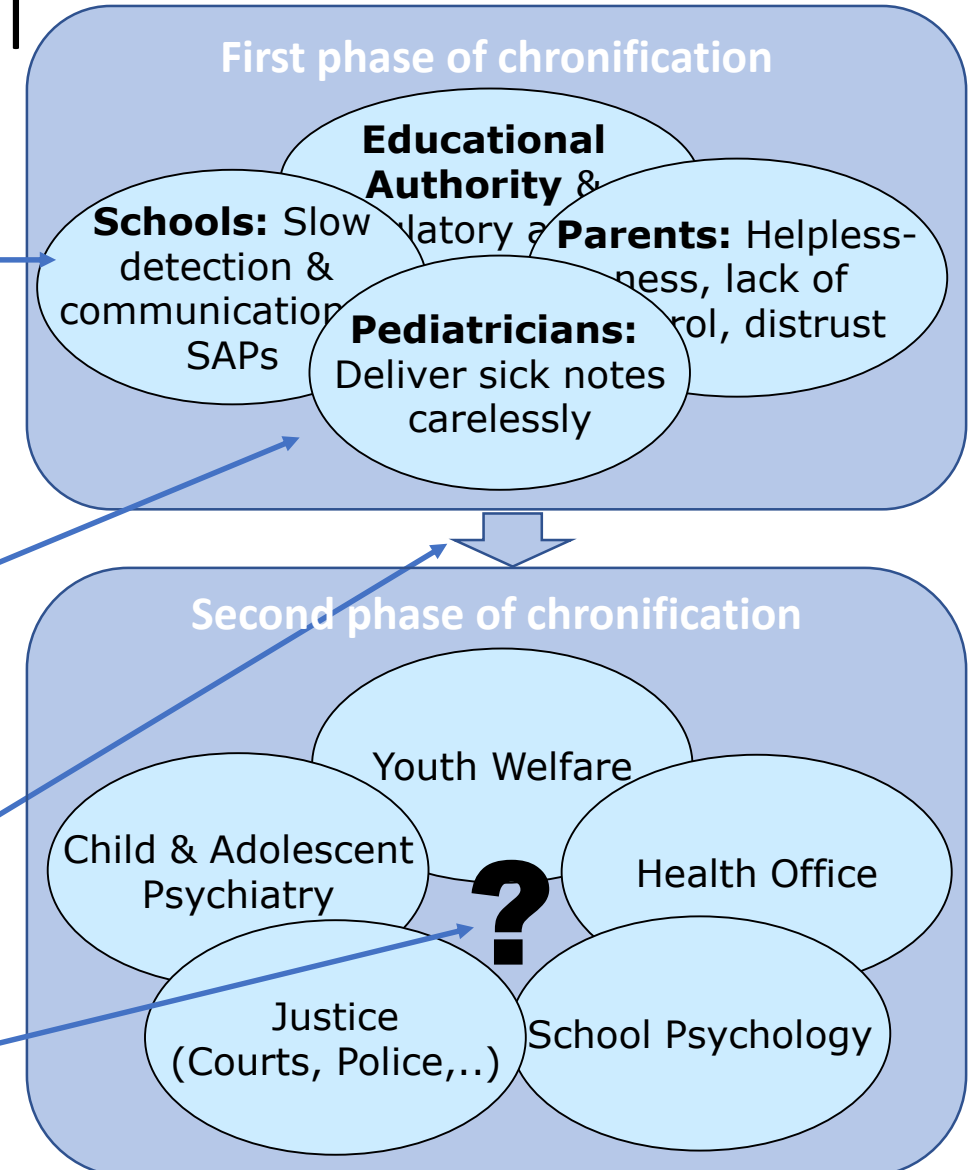 First phase of chronification
Educational
Authority &
Schools: Slow
detection &
communication
SAPs
Parents: Helpless-
ness, lack of
distrust
Pediatricians:
Deliver sick notes
carelessly
Second phase of chronification
Youth Welfare
Child & Adolescent
Psychiatry
?
Health Office
Justice
(Courts, Police,..)
School Psychology